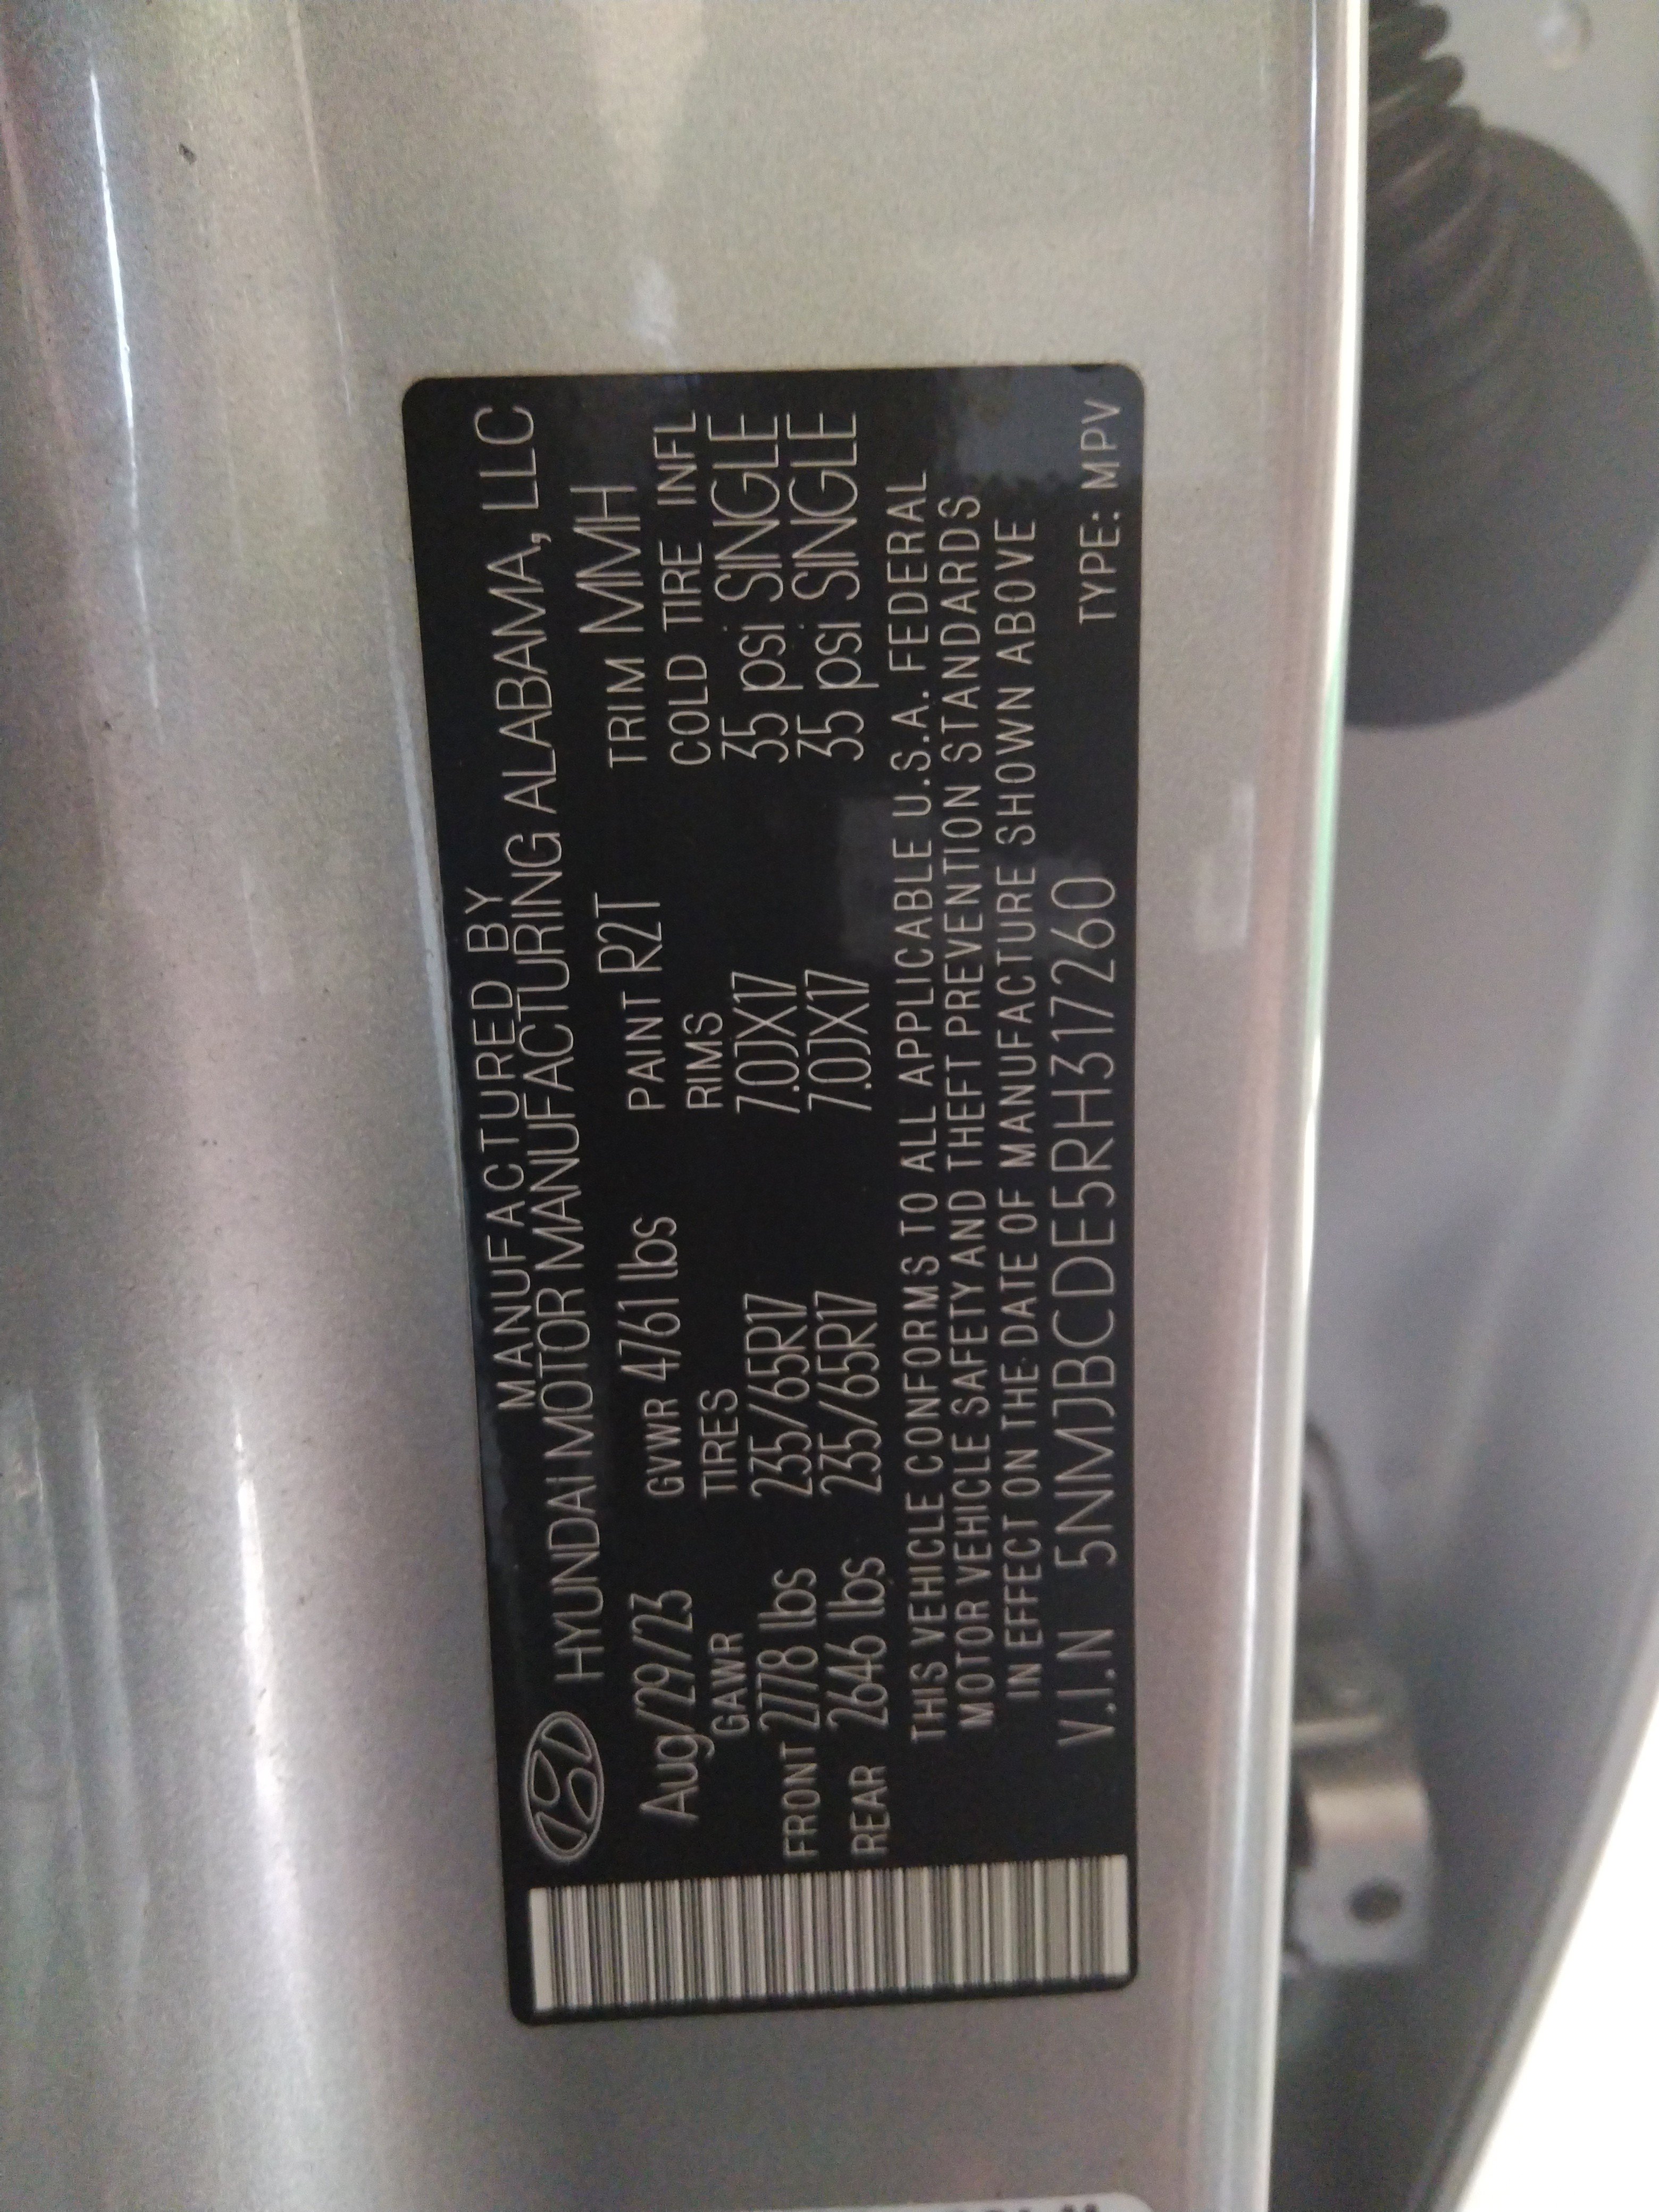 MANUFACTURED BY
HYUNDAI MOTOR MANUFACTURING ALABAMA, LLC
Aug/29/23 GVWR 4761 lbs PAINT R2T TRIM MMH
GAWR TIRES RIMS COLD TIRE INFL
FRONT 2778 lbs 235/65R17 7.0JX17 35 psi SINGLE
REAR 2646 lbs 235/65R17 7.0JX17 35 psi SINGLE
THIS VEHICLE CONFORMS TO ALL APPLICABLE U.S.A. FEDERAL
MOTOR VEHICLE SAFETY AND THEFT PREVENTION STANDARDS
IN EFFECT ON THE DATE OF MANUFACTURE SHOWN ABOVE
V.I.N 5NMJBCDE5RH317260 TYPE: MPV